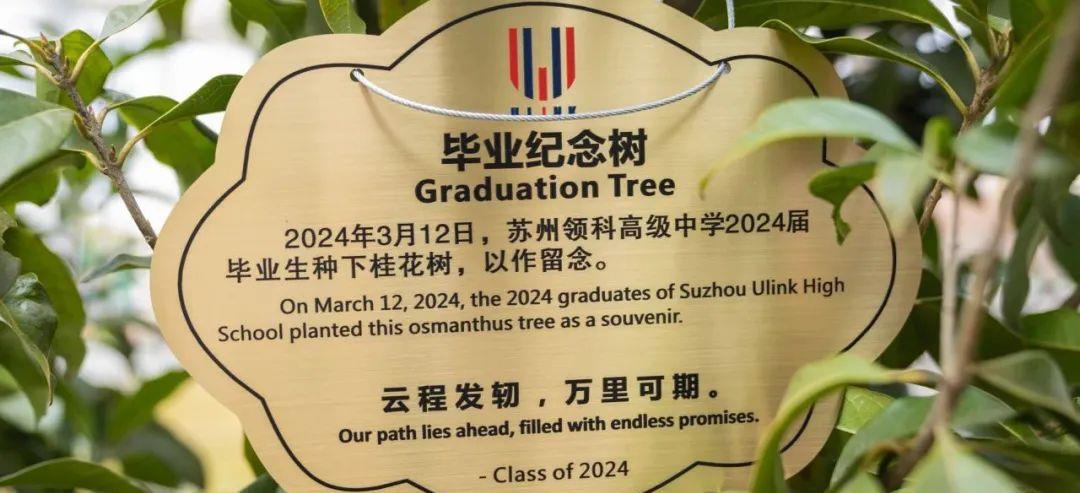 ULINK
毕业纪念树
Graduation Tree
2024年3月12日，苏州领科高级中学2024届
毕业生种下桂花树，以作留念。
On March 12, 2024, the 2024 graduates of Suzhou Ulink High
School planted this osmanthus tree as a souvenir.
云程发轫，万里可期。
Our path lies ahead, filled with endless promises.
- Class of 2024